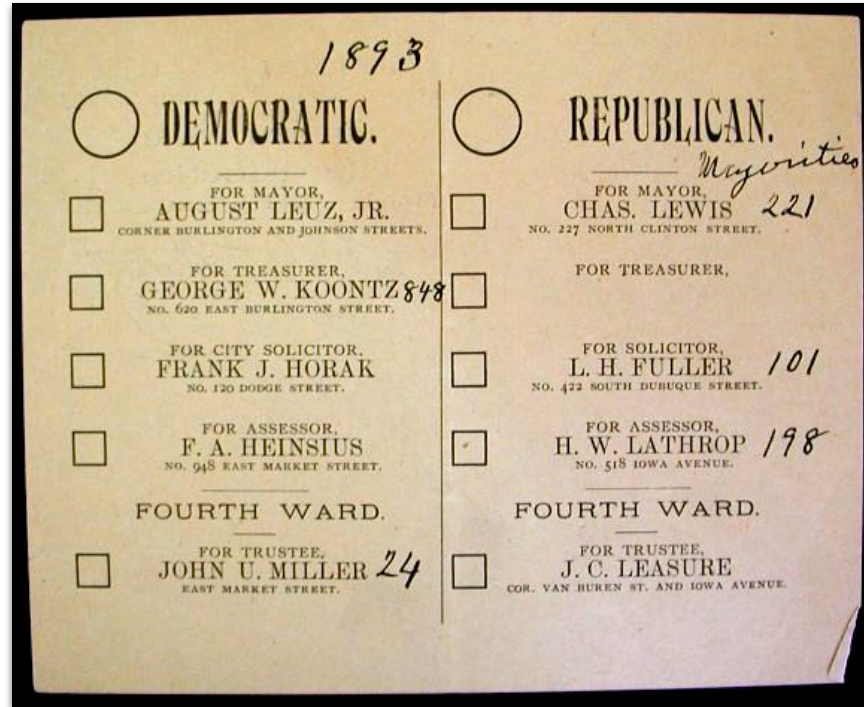 1893
DEMOCRATIC.
FOR MAYOR,
AUGUST LEUZ, JR.
CORNER BURLINGTON AND JOHNSON STREETS.
FOR TREASURER,
GEORGE W. KOONTZ 848
NO. 620 EAST BURLINGTON STREET.
FOR CITY SOLICITOR,
FRANK J. HORAK
NO. 120 DODGE STREET.
FOR ASSESSOR,
F. A. HEINSIUS
NO. 948 EAST MARKET STREET.
FOURTH WARD.
FOR TRUSTEE,
JOHN U. MILLER 24
EAST MARKET STREET.
REPUBLICAN.
Mayorities
FOR MAYOR,
CHAS. LEWIS 221
NO. 227 NORTH CLINTON STREET.
FOR TREASURER,
FOR SOLICITOR,
L. H. FULLER 101
NO. 422 SOUTH DUBUQUE STREET.
FOR ASSESSOR,
H. W. LATHROP 198
NO. 518 IOWA AVENUE.
FOURTH WARD.
FOR TRUSTEE,
J. C. LEASURE
COR. VAN BUREN ST. AND IOWA AVENUE.